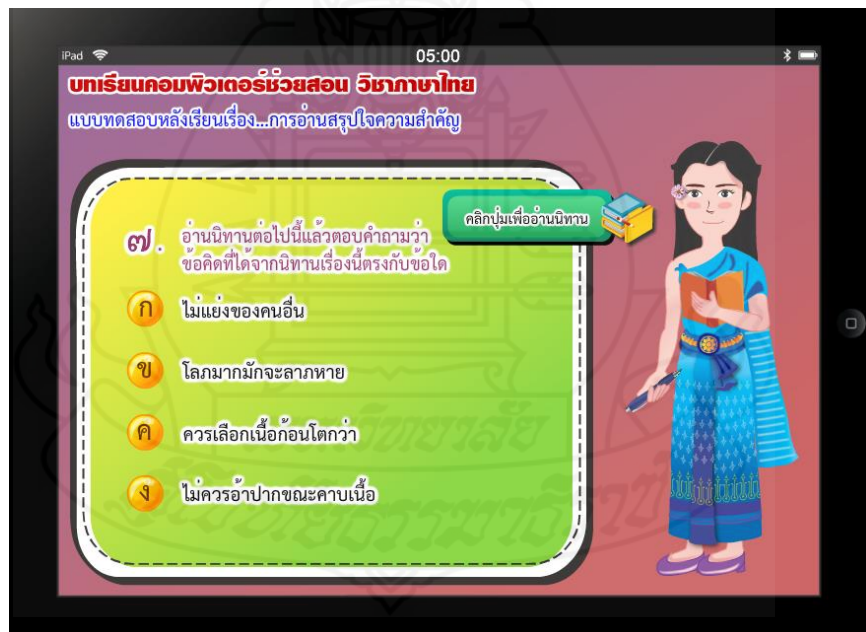 iPad
05:00
บทเรียนคอมพิวเตอร์ช่วยสอน วิชาภาษาไทย
แบบทดสอบหลังเรียนเรื่อง...การอ่านสรุปใจความสำคัญ
คลิกปุ่มเพื่ออ่านนิทาน
๗. อ่านนิทานต่อไปนี้แล้วตอบคำถามว่า
ข้อคิดที่ได้จากนิทานเรื่องนี้ตรงกับข้อใด
ก ไม่แย่งของคนอื่น
ข โลภมากมักจะลาภหาย
ค ควรเลือกเนื้อก้อนโตกว่า
ง ไม่ควรอ้าปากขณะคาบเนื้อ